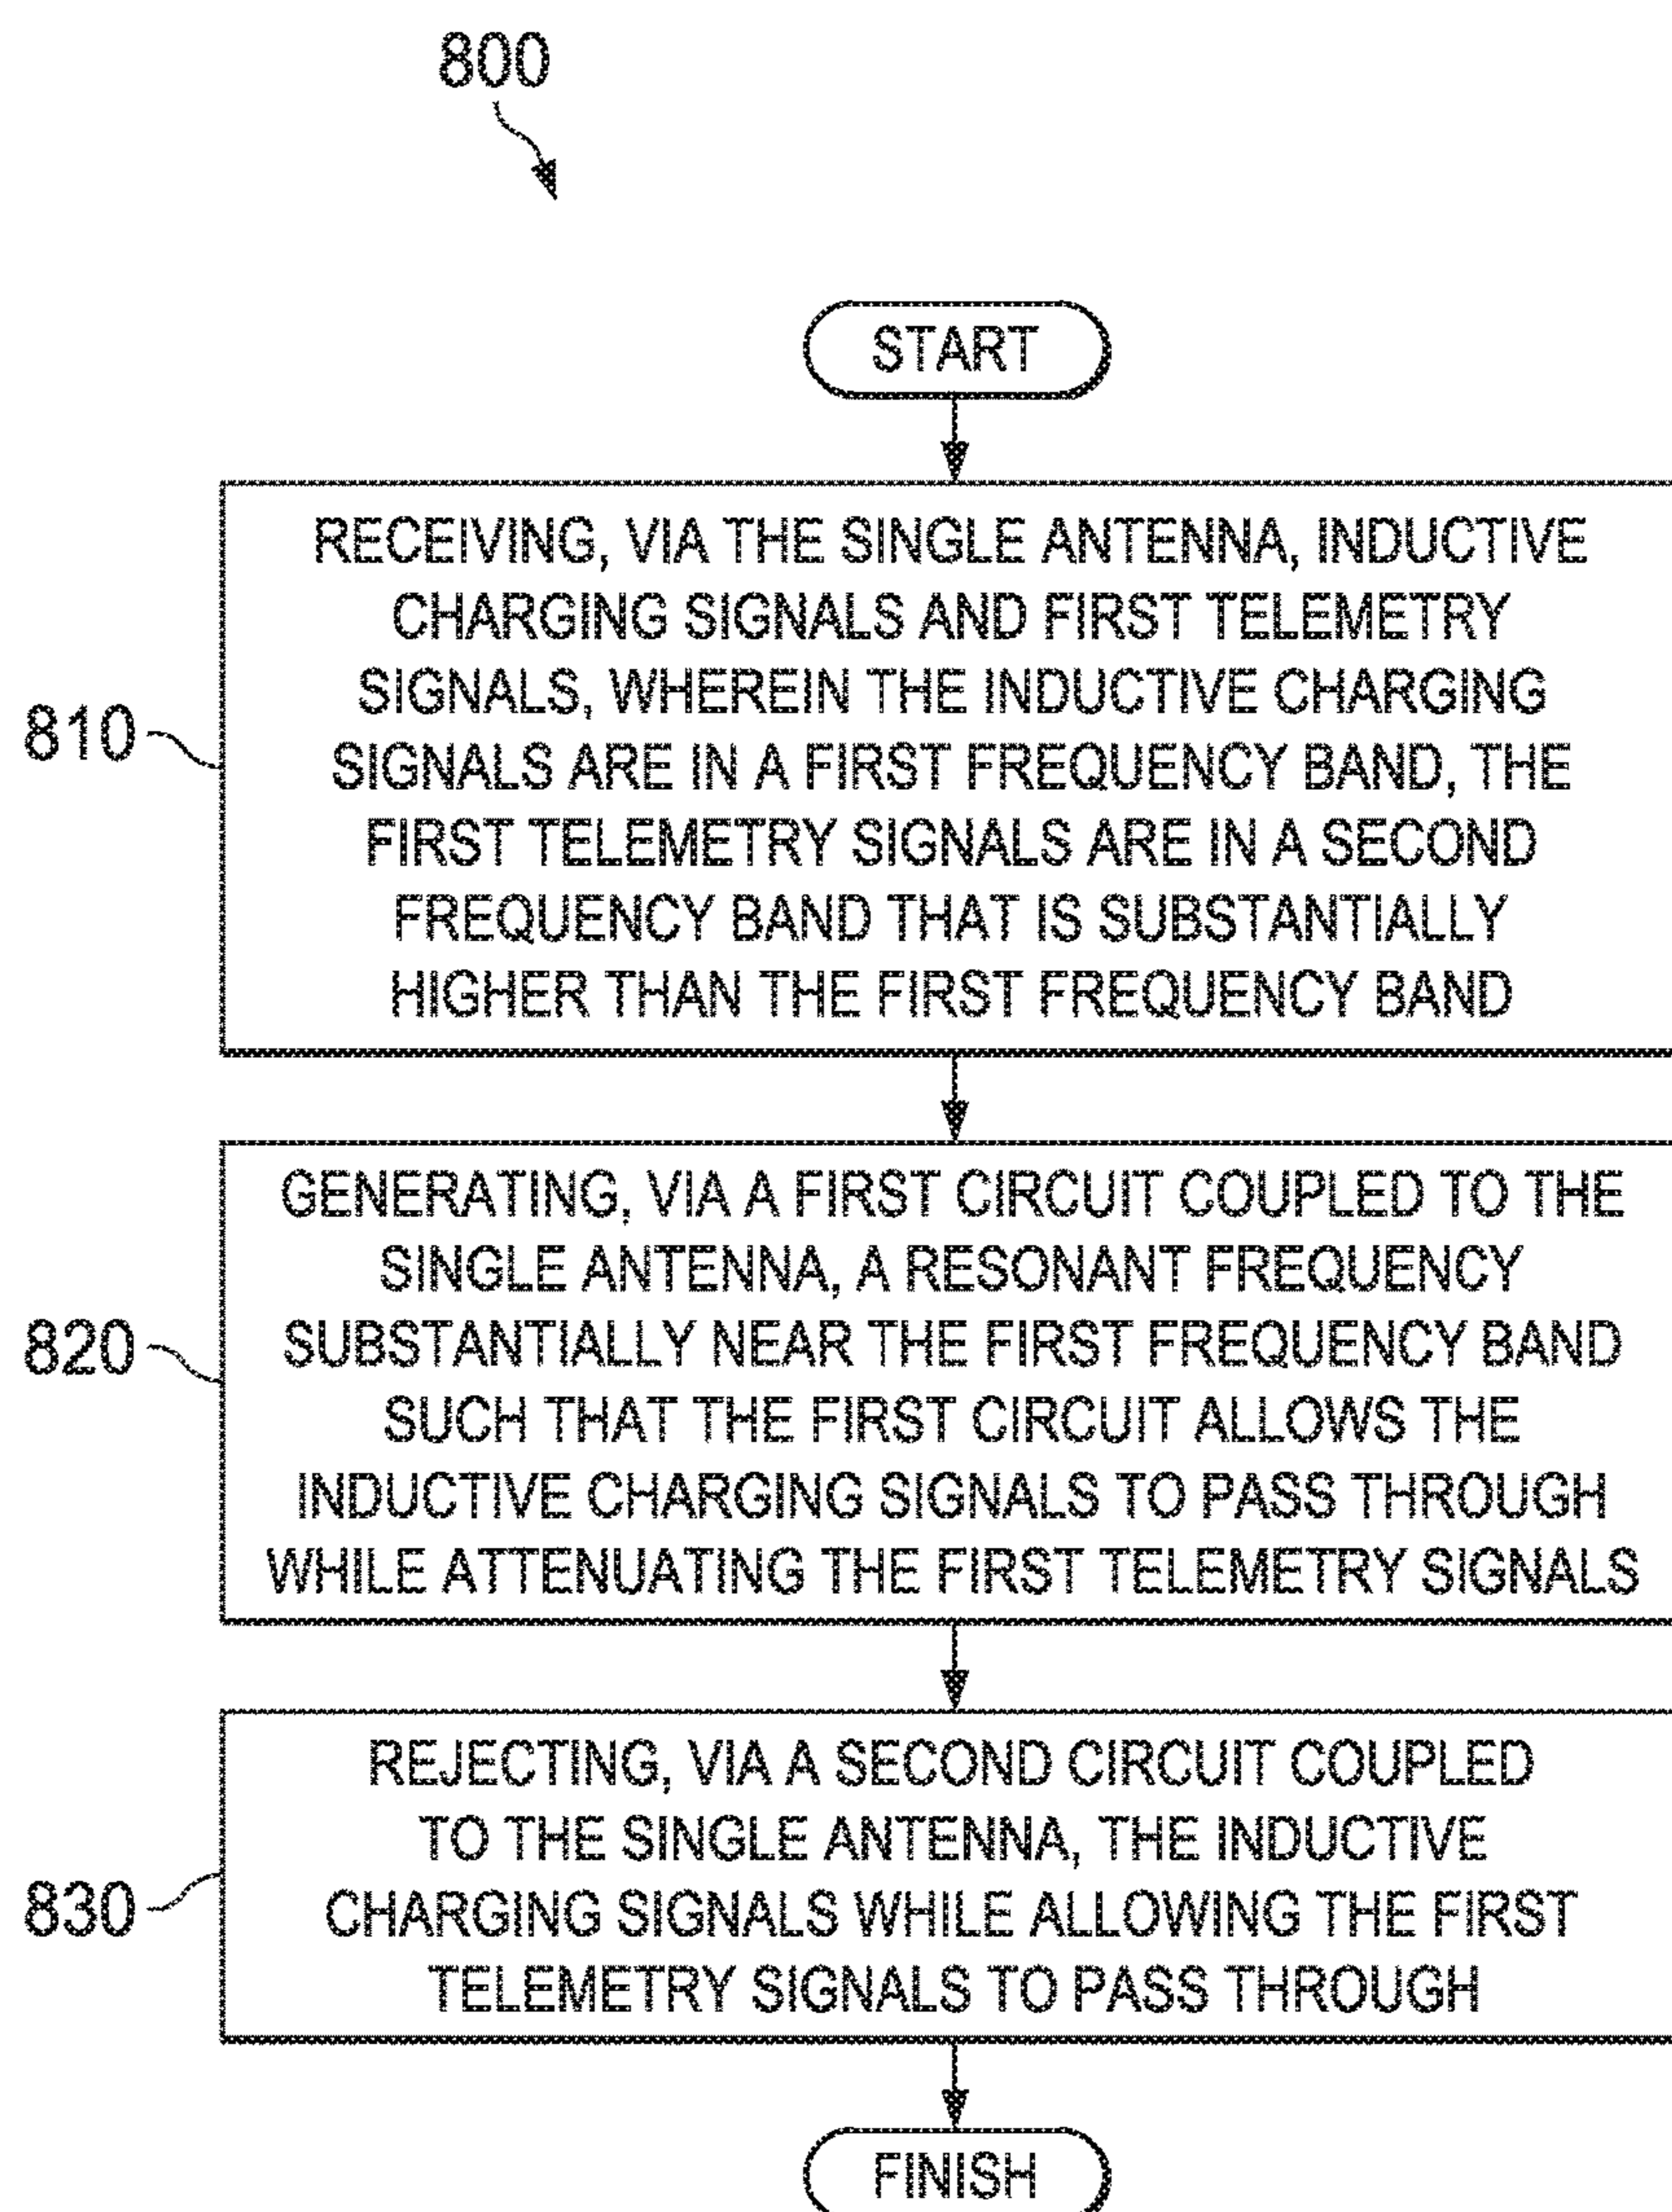 800
START
810
RECEIVING, VIA THE SINGLE ANTENNA, INDUCTIVE
CHARGING SIGNALS AND FIRST TELEMETRY
SIGNALS, WHEREIN THE INDUCTIVE CHARGING
SIGNALS ARE IN A FIRST FREQUENCY BAND, THE
FIRST TELEMETRY SIGNALS ARE IN A SECOND
FREQUENCY BAND THAT IS SUBSTANTIALLY
HIGHER THAN THE FIRST FREQUENCY BAND
820
GENERATING, VIA A FIRST CIRCUIT COUPLED TO THE
SINGLE ANTENNA, A RESONANT FREQUENCY
SUBSTANTIALLY NEAR THE FIRST FREQUENCY BAND
SUCH THAT THE FIRST CIRCUIT ALLOWS THE
INDUCTIVE CHARGING SIGNALS TO PASS THROUGH
WHILE ATTENUATING THE FIRST TELEMETRY SIGNALS
830
REJECTING, VIA A SECOND CIRCUIT COUPLED
TO THE SINGLE ANTENNA, THE INDUCTIVE
CHARGING SIGNALS WHILE ALLOWING THE FIRST
TELEMETRY SIGNALS TO PASS THROUGH
FINISH